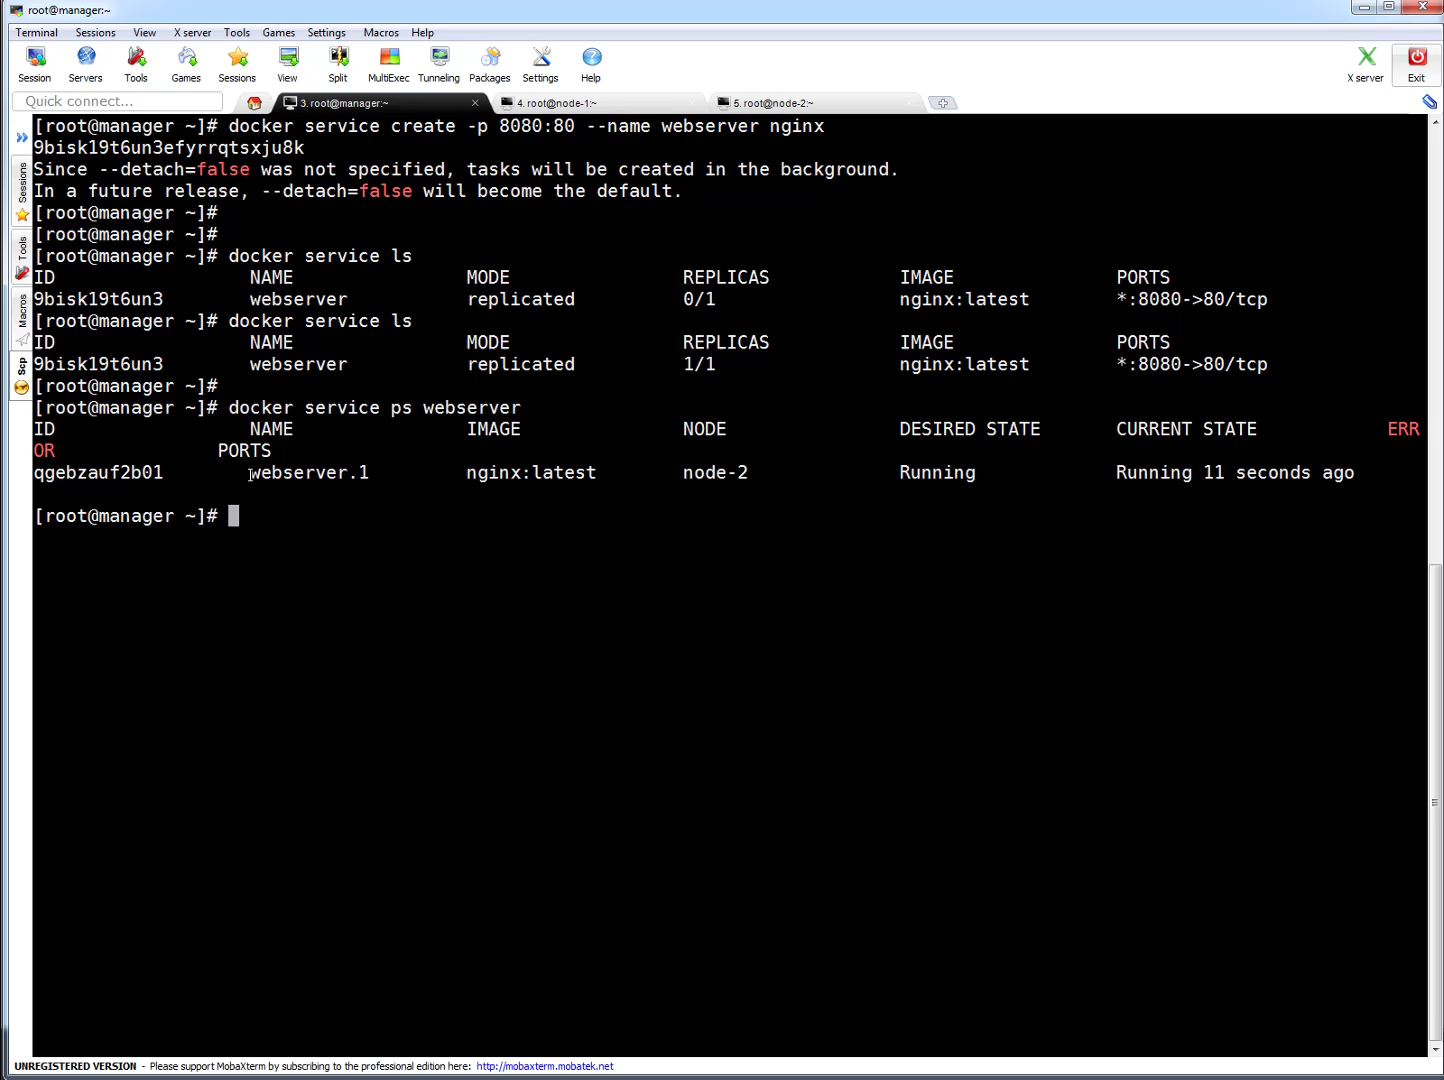 root@manager:~
Terminal Sessions View X server Tools Games Settings Macros Help
Session Servers Tools Games Sessions View Split MultiExec Tunneling Packages Settings Help X server Exit
Quick connect... 3. root@manager:~ 4. root@node-1:~ 5. root@node-2:~
Sessions
Tools
Macros
Scp
[root@manager ~]# docker service create -p 8080:80 --name webserver nginx
9bisk19t6un3efyrrqtsxju8k
Since --detach=false was not specified, tasks will be created in the background.
In a future release, --detach=false will become the default.
[root@manager ~]#
[root@manager ~]#
[root@manager ~]# docker service ls
ID NAME MODE REPLICAS IMAGE PORTS
9bisk19t6un3 webserver replicated 0/1 nginx:latest *:8080->80/tcp
[root@manager ~]# docker service ls
ID NAME MODE REPLICAS IMAGE PORTS
9bisk19t6un3 webserver replicated 1/1 nginx:latest *:8080->80/tcp
[root@manager ~]#
[root@manager ~]# docker service ps webserver
ID NAME IMAGE NODE DESIRED STATE CURRENT STATE ERR
OR PORTS
qgebzauf2b01 webserver.1 nginx:latest node-2 Running Running 11 seconds ago
[root@manager ~]#
UNREGISTERED VERSION - Please support MobaXterm by subscribing to the professional edition here: http://mobaxterm.mobatek.net